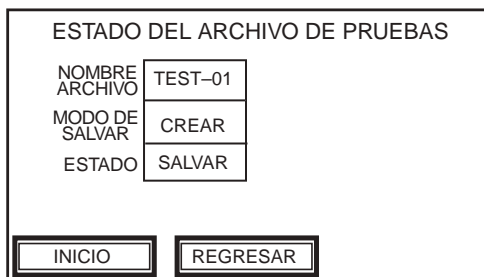 ESTADO DEL ARCHIVO DE PRUEBAS
NOMBRE ARCHIVO
TEST–01
MODO DE SALVAR
CREAR
ESTADO
SALVAR
INICIO
REGRESAR